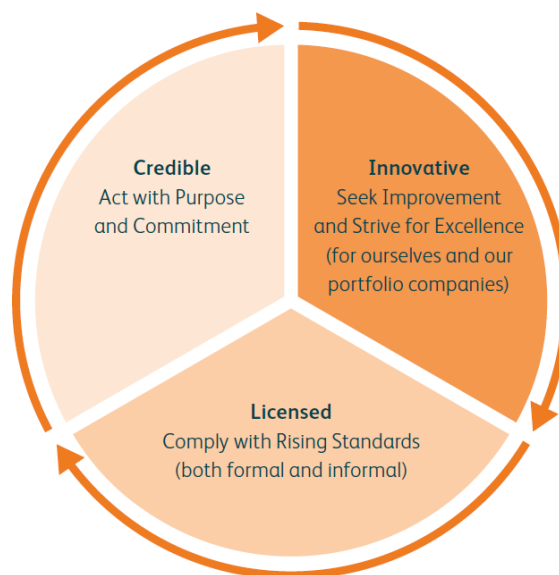 Credible
Act with Purpose
and Commitment
Innovative
Seek Improvement
and Strive for Excellence
(for ourselves and our
portfolio companies)
Licensed
Comply with Rising Standards
(both formal and informal)